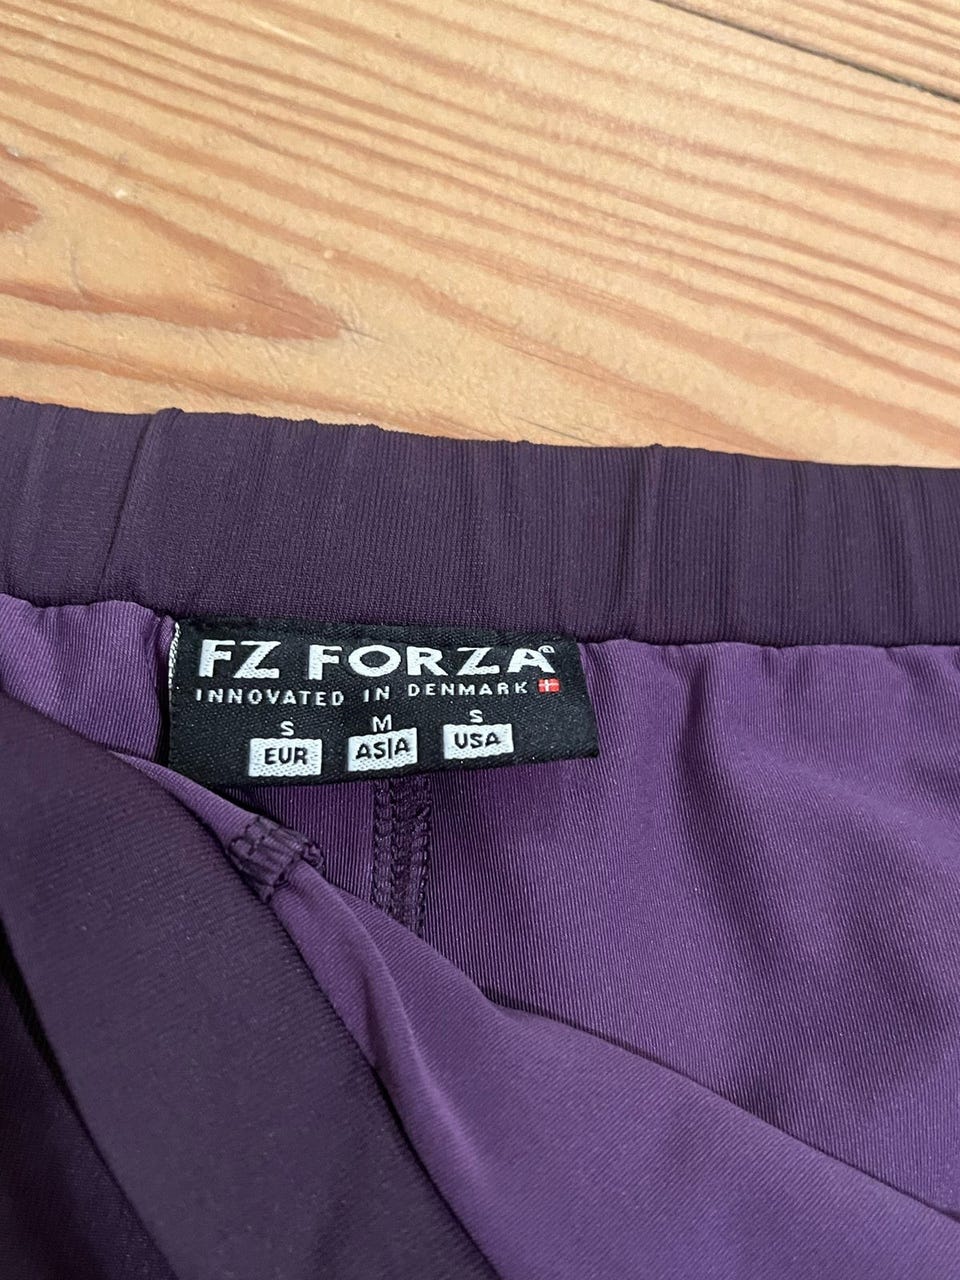 FZ FORZA®
INNOVATED IN DENMARK
S M S
EUR ASIA USA